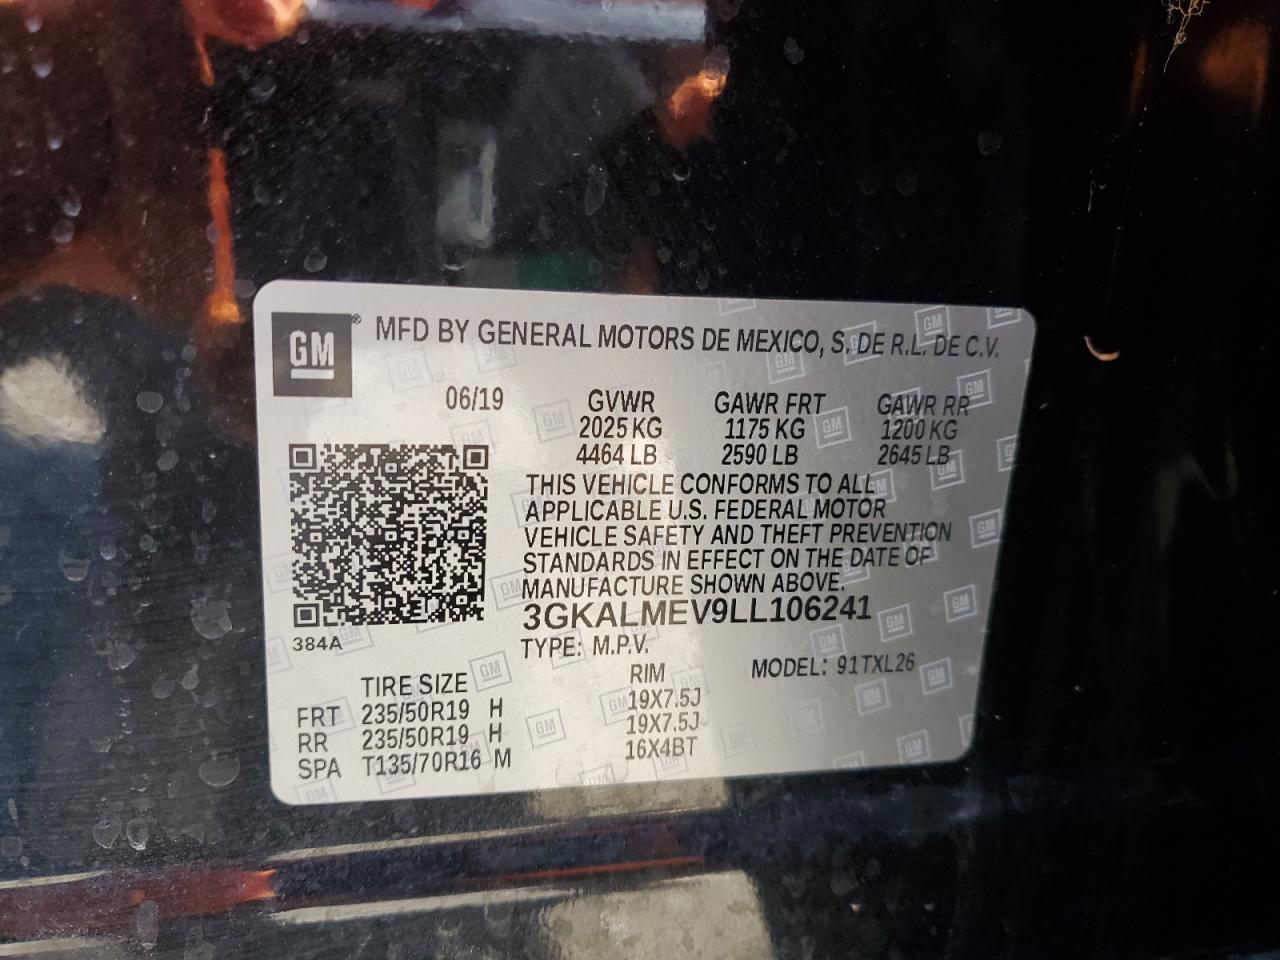 GM® MFD BY GENERAL MOTORS DE MEXICO, S. DE R.L. DE C.V.
06/19 GVWR GAWR FRT GAWR RR
2025 KG 1175 KG 1200 KG
4464 LB 2590 LB 2645 LB
THIS VEHICLE CONFORMS TO ALL
APPLICABLE U.S. FEDERAL MOTOR
VEHICLE SAFETY AND THEFT PREVENTION
STANDARDS IN EFFECT ON THE DATE OF
MANUFACTURE SHOWN ABOVE.
3GKALMEV9LL106241
384A TYPE: M.P.V. MODEL: 91TXL26
TIRE SIZE RIM
FRT 235/50R19 H 19X7.5J
RR 235/50R19 H 19X7.5J
SPA T135/70R16 M 16X4BT